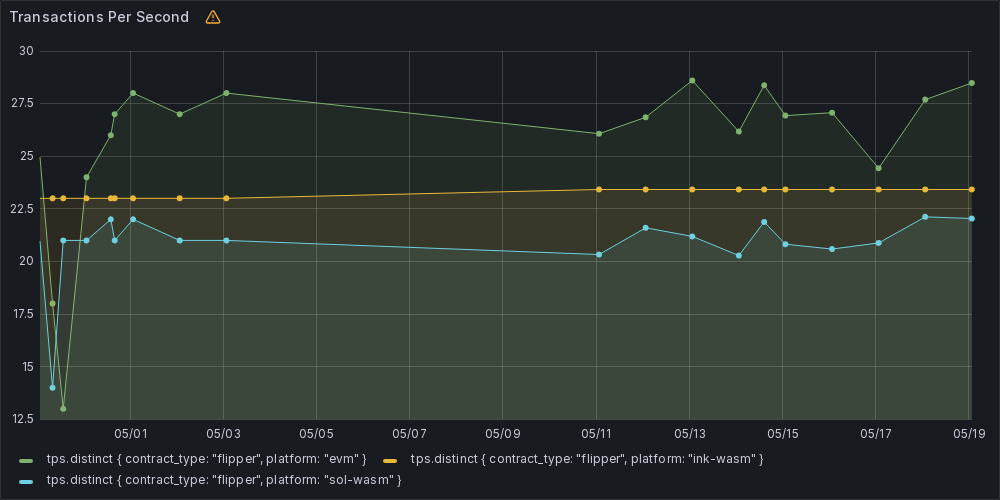 Transactions Per Second
30
27.5
25
22.5
20
17.5
15
12.5
05/01 05/03 05/05 05/07 05/09 05/11 05/13 05/15 05/17 05/19
tps.distinct { contract_type: "flipper", platform: "evm" } tps.distinct { contract_type: "flipper", platform: "ink-wasm" }
tps.distinct { contract_type: "flipper", platform: "sol-wasm" }